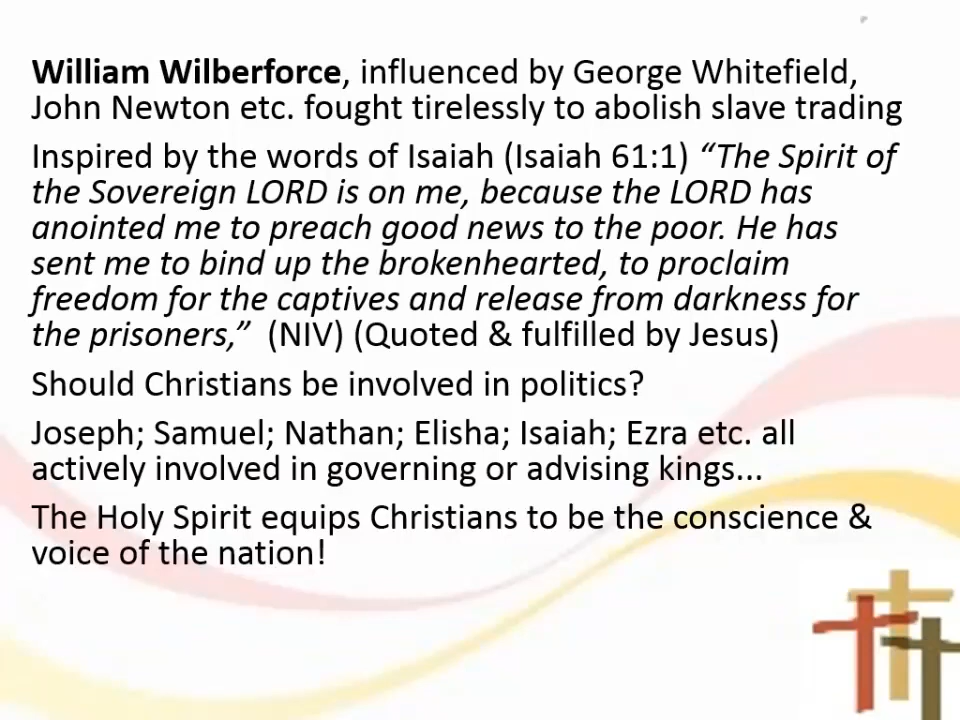 William Wilberforce, influenced by George Whitefield,
John Newton etc. fought tirelessly to abolish slave trading
Inspired by the words of Isaiah (Isaiah 61:1) “The Spirit of
the Sovereign LORD is on me, because the LORD has
anointed me to preach good news to the poor. He has
sent me to bind up the brokenhearted, to proclaim
freedom for the captives and release from darkness for
the prisoners,” (NIV) (Quoted & fulfilled by Jesus)
Should Christians be involved in politics?
Joseph; Samuel; Nathan; Elisha; Isaiah; Ezra etc. all
actively involved in governing or advising kings...
The Holy Spirit equips Christians to be the conscience &
voice of the nation!